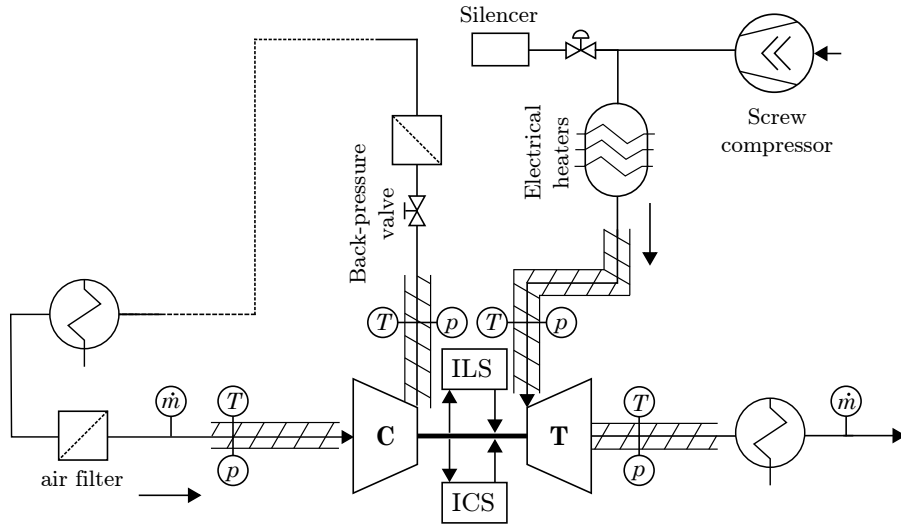 Silencer
Screw
compressor
Electrical
heaters
Back-pressure
valve
T
p
T
p
ILS
ṁ
T
p
air filter
C
T
ICS
T
p
ṁ